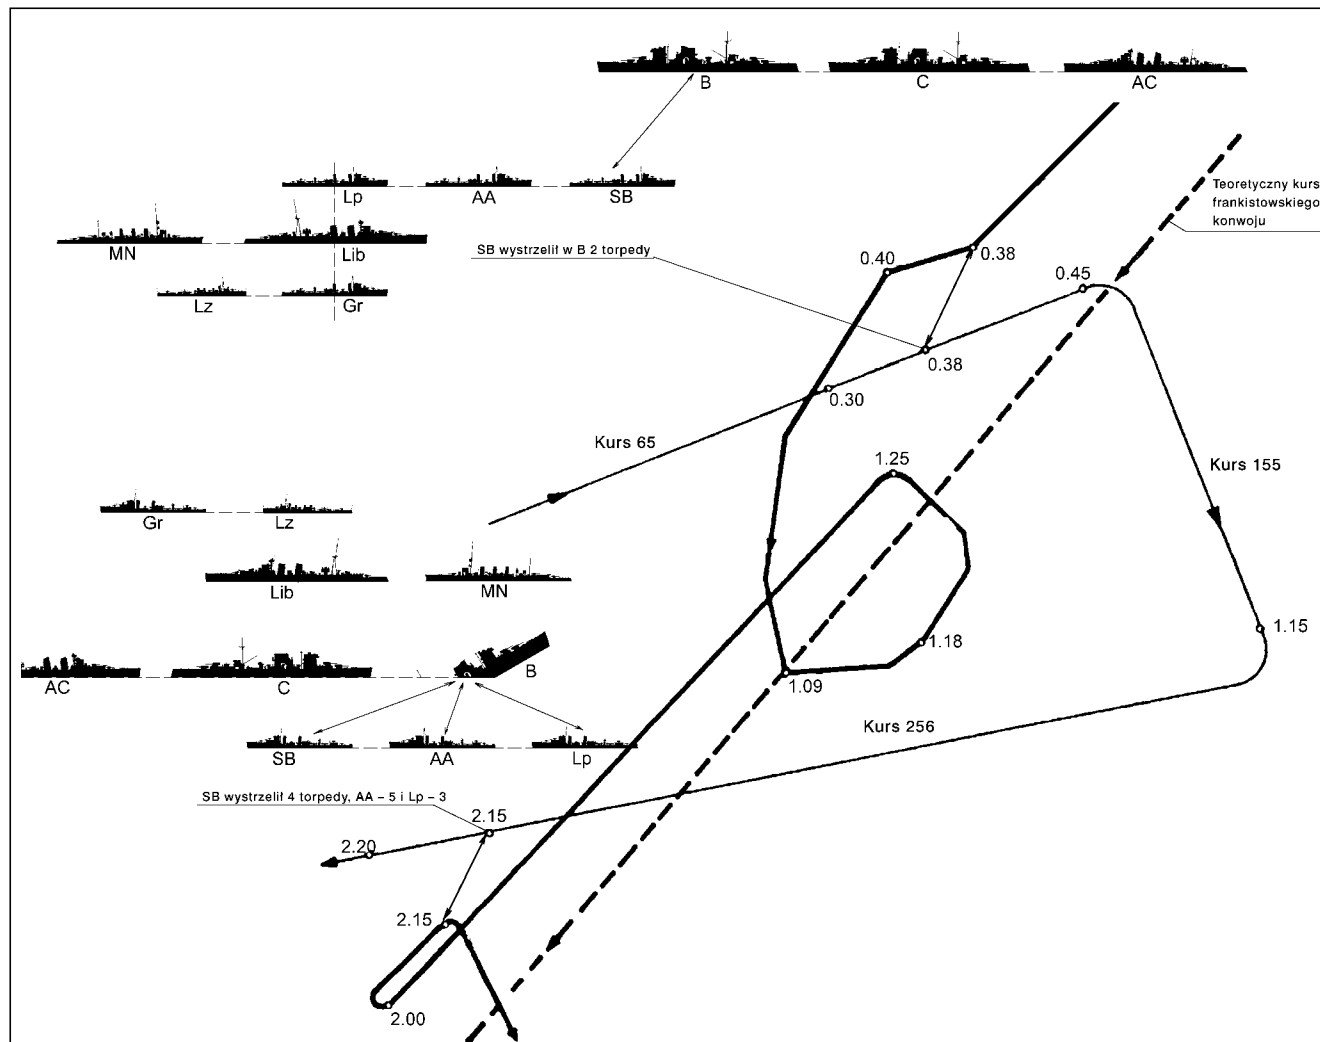 B
C
AC
Lp
AA
SB
Teoretyczny kurs
frankistowskiego
konwoju
MN
Lib
SB wystrzelił w B 2 torpedy
0.40
0.38
0.45
Lz
Gr
0.38
0.30
Kurs 65
1.25
Kurs 155
Gr
Lz
Lib
MN
1.15
1.18
AC
C
B
1.09
Kurs 256
SB
AA
Lp
SB wystrzelił 4 torpedy, AA – 5 i Lp – 3
2.15
2.20
2.15
2.00